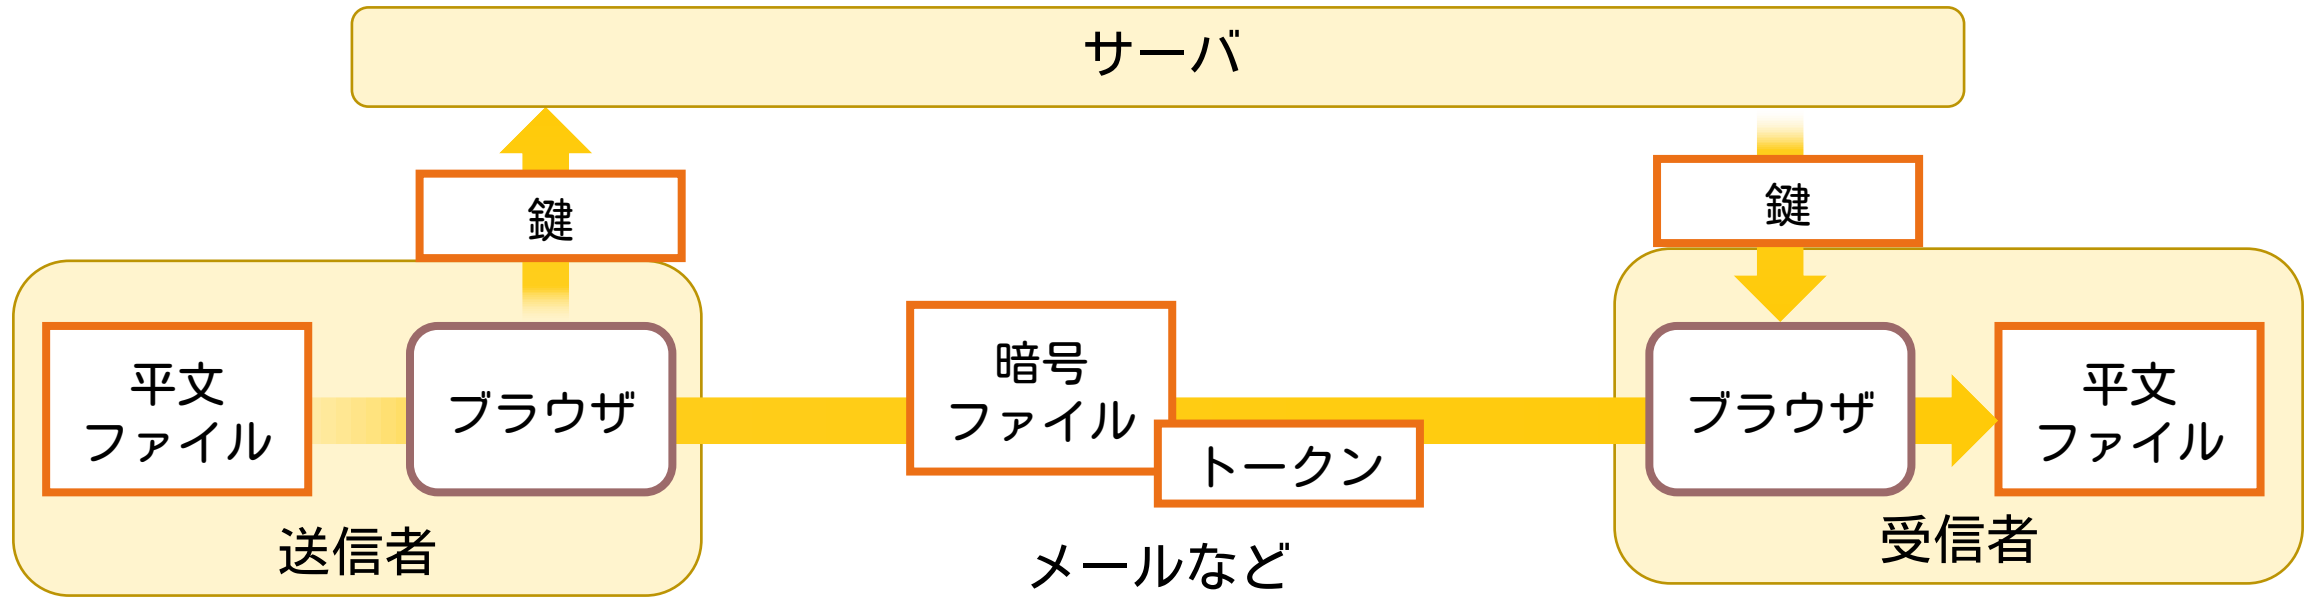 サーバ
鍵
鍵
平文
ファイル
ブラウザ
暗号
ファイル
トークン
ブラウザ
平文
ファイル
送信者
メールなど
受信者